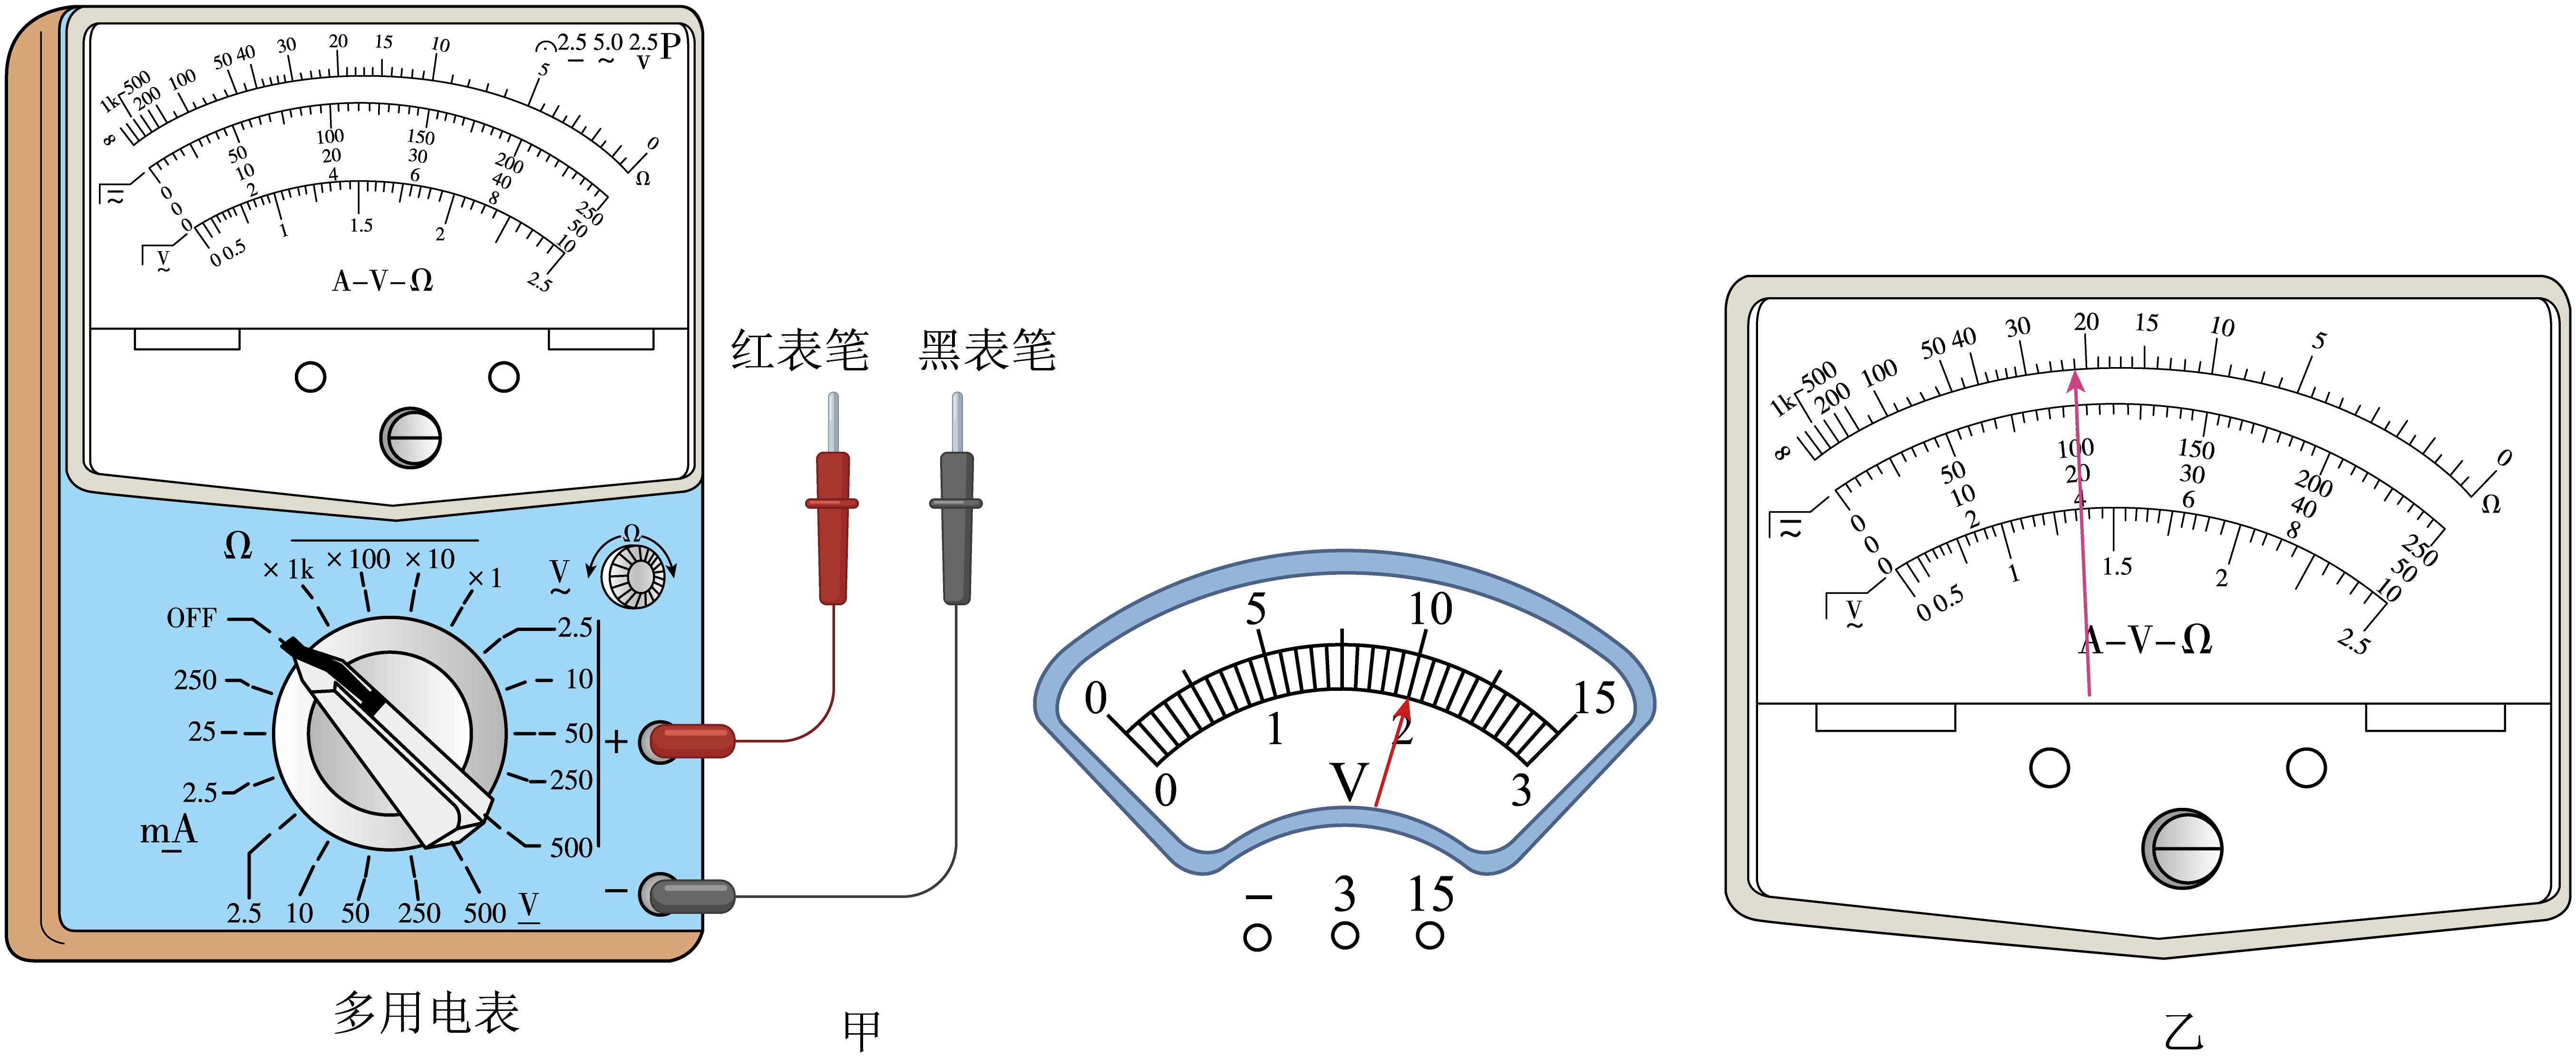 2.5 5.0 2.5 P
– ~ V
∞ 1k 500 200 100 50 40 30 20 15 10 5 0 Ω
0 50 100 150 200 250
0 10 20 30 40 50
0 2 4 6 8 10
V
~
0 0.5 1 1.5 2 2.5
A–V–Ω
Ω
×1k ×100 ×10 ×1
Ω
V
~
OFF
250
25
2.5
mA
2.5
10
50
250
500
+
–
2.5 10 50 250 500 V
红表笔
黑表笔
多用电表
甲
0 5 10 15
0 1 2 3
V
– 3 15
∞ 1k 500 200 100 50 40 30 20 15 10 5 0 Ω
0 50 100 150 200 250
0 10 20 30 40 50
0 2 4 6 8 10
V
~
0 0.5 1 1.5 2 2.5
A–V–Ω
乙